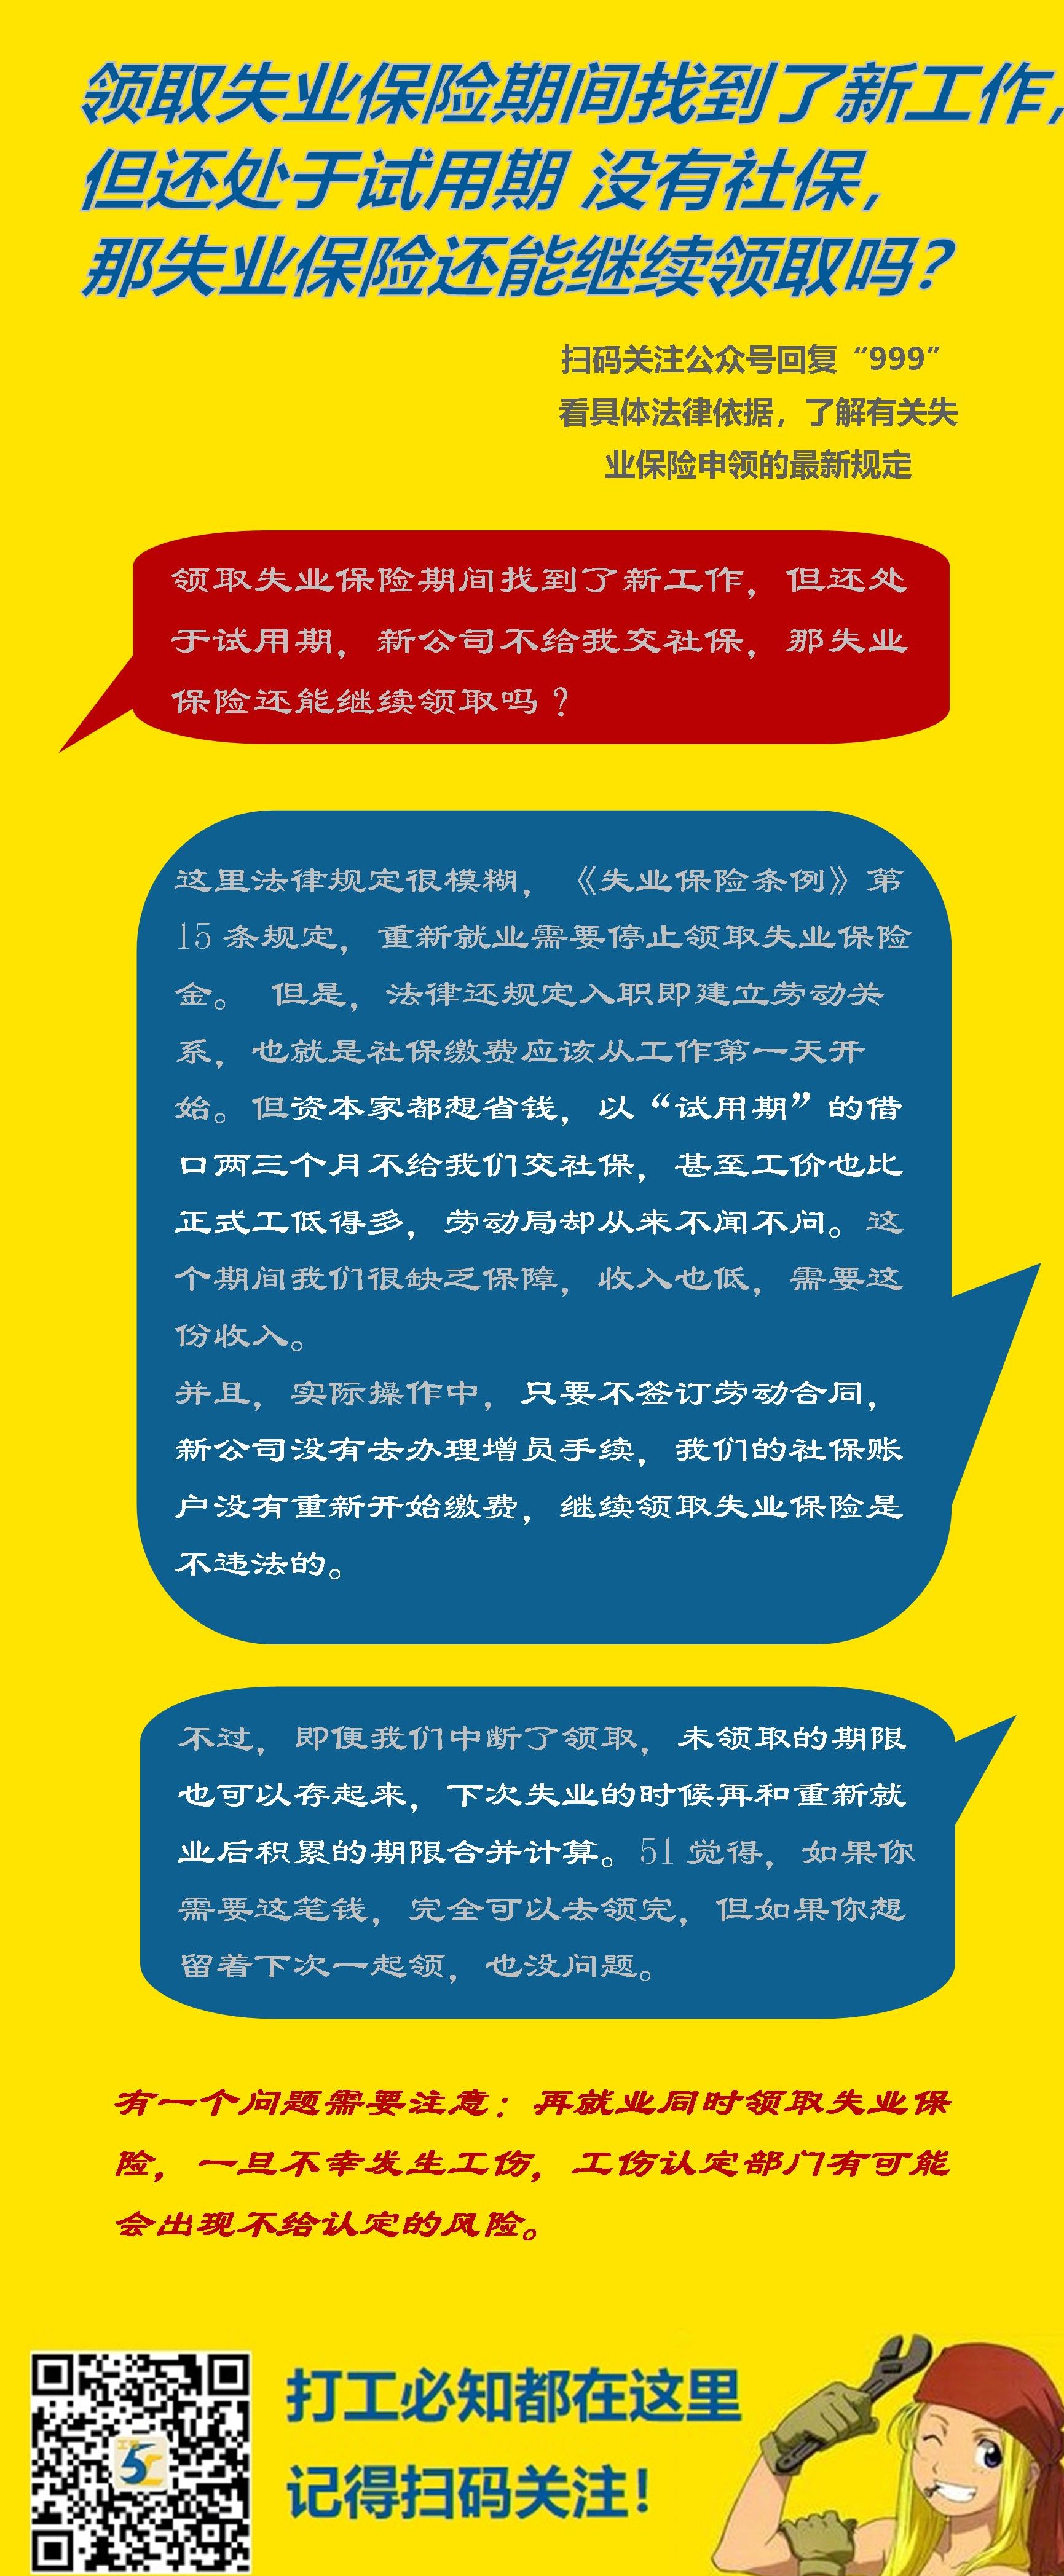 领取失业保险期间找到了新工作,
但还处于试用期 没有社保,
那失业保险还能继续领取吗?
扫码关注公众号回复“999”
看具体法律依据，了解有关失
业保险申领的最新规定
领取失业保险期间找到了新工作，但还处
于试用期，新公司不给我交社保，那失业
保险还能继续领取吗？
这里法律规定很模糊，《失业保险条例》第
15 条规定，重新就业需要停止领取失业保险
金。 但是，法律还规定入职即建立劳动关
系，也就是社保缴费应该从工作第一天开
始。但资本家都想省钱，以“试用期”的借
口两三个月不给我们交社保，甚至工价也比
正式工低得多，劳动局却从来不闻不问。这
个期间我们很缺乏保障，收入也低，需要这
份收入。
并且，实际操作中，只要不签订劳动合同，
新公司没有去办理增员手续，我们的社保账
户没有重新开始缴费，继续领取失业保险是
不违法的。
不过，即便我们中断了领取，未领取的期限
也可以存起来，下次失业的时候再和重新就
业后积累的期限合并计算。51 觉得，如果你
需要这笔钱，完全可以去领完，但如果你想
留着下次一起领，也没问题。
有一个问题需要注意：再就业同时领取失业保
险，一旦不幸发生工伤，工伤认定部门有可能
会出现不给认定的风险。
打工必知都在这里
记得扫码关注！